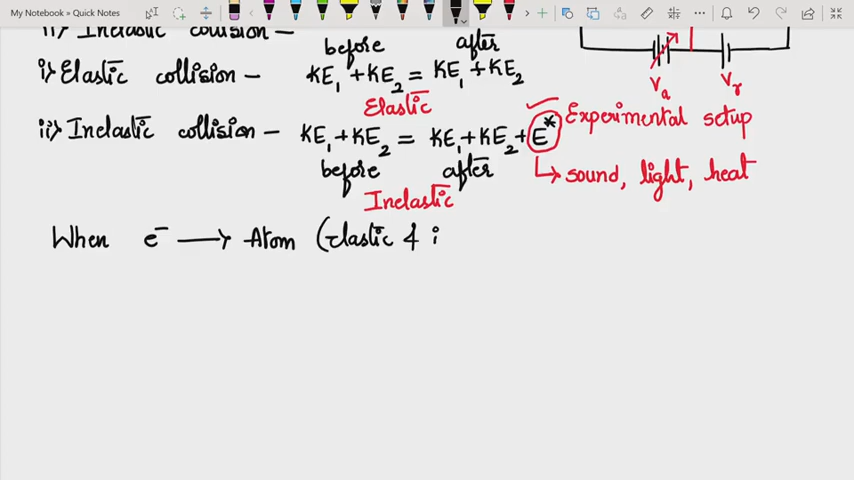 My Notebook » Quick Notes
ii) Inelastic collision –
before after
i) Elastic collision – KE₁ + KE₂ = KE₁ + KE₂
Vₐ Vᵣ
Elastic
Experimental setup
ii) Inelastic collision – KE₁ + KE₂ = KE₁ + KE₂ + E*
before after
sound, light, heat
Inelastic
When e⁻ → Atom (Elastic & i